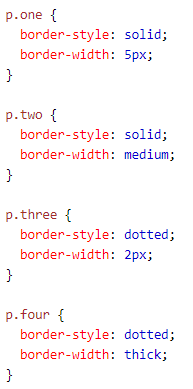 p.one {
  border-style: solid;
  border-width: 5px;
}

p.two {
  border-style: solid;
  border-width: medium;
}

p.three {
  border-style: dotted;
  border-width: 2px;
}

p.four {
  border-style: dotted;
  border-width: thick;
}